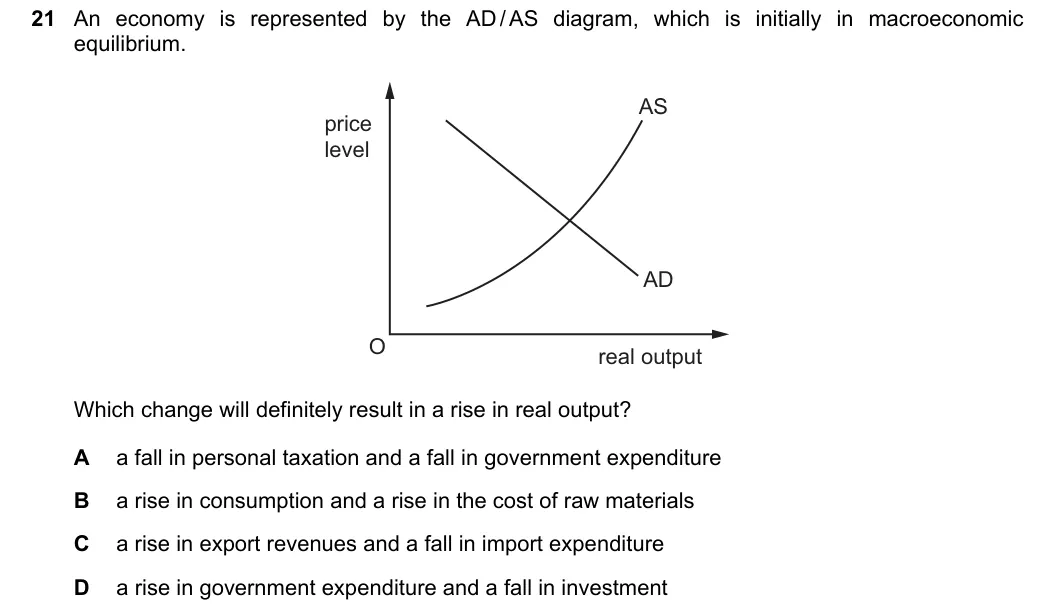 21 An economy is represented by the AD/AS diagram, which is initially in macroeconomic
equilibrium.
AS
price
level
AD
O
real output
Which change will definitely result in a rise in real output?
A a fall in personal taxation and a fall in government expenditure
B a rise in consumption and a rise in the cost of raw materials
C a rise in export revenues and a fall in import expenditure
D a rise in government expenditure and a fall in investment